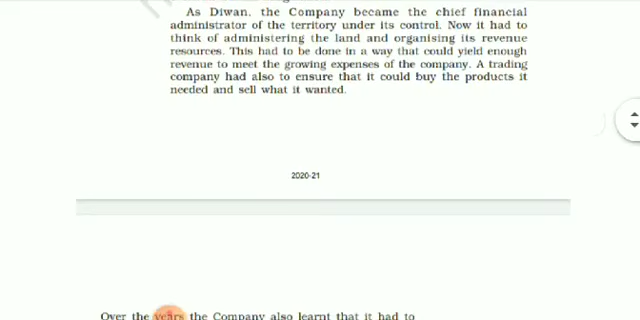 As Diwan, the Company became the chief financial
administrator of the territory under its control. Now it had to
think of administering the land and organising its revenue
resources. This had to be done in a way that could yield enough
revenue to meet the growing expenses of the company. A trading
company had also to ensure that it could buy the products it
needed and sell what it wanted.
2020-21
Over the years the Company also learnt that it had to